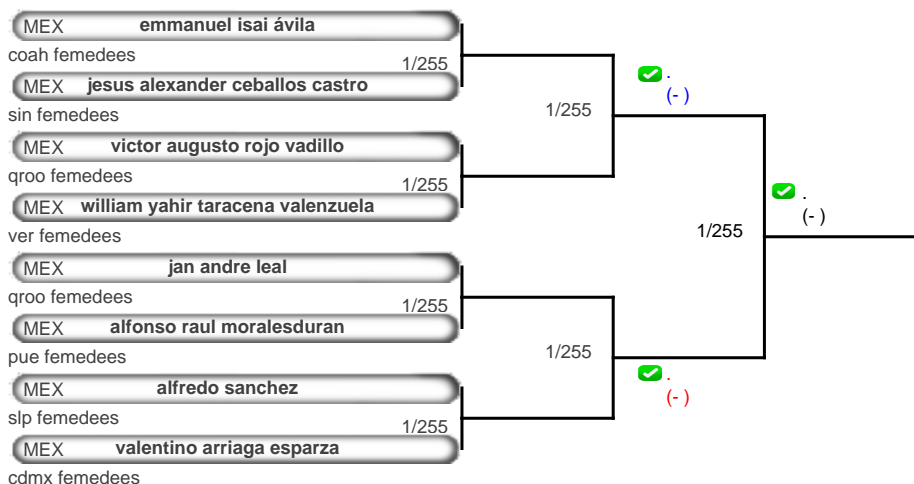 MEX emmanuel isai ávila
coah femedees
1/255
MEX jesus alexander ceballos castro
sin femedees
1/255
.
(- )
MEX victor augusto rojo vadillo
qroo femedees
1/255
MEX william yahir taracena valenzuela
ver femedees
1/255
.
(- )
MEX jan andre leal
qroo femedees
1/255
MEX alfonso raul moralesduran
pue femedees
1/255
.
(- )
MEX alfredo sanchez
slp femedees
1/255
MEX valentino arriaga esparza
cdmx femedees